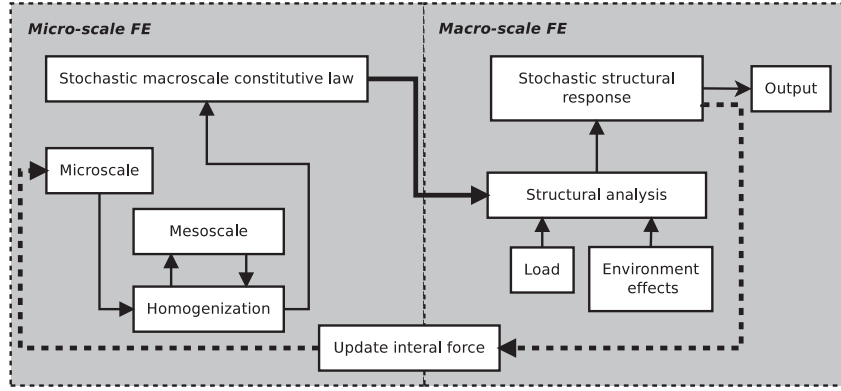 Micro-scale FE
Stochastic macroscale constitutive law
Microscale
Mesoscale
Homogenization
Macro-scale FE
Stochastic structural
response
Output
Structural analysis
Load
Environment
effects
Update interal force